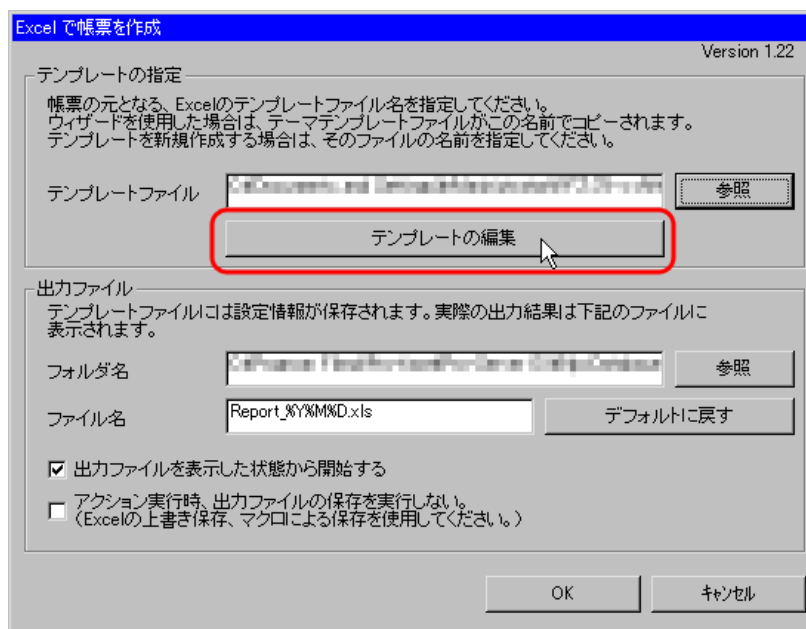 Excel で帳票を作成
Version 1.22
テンプレートの指定
帳票の元となる、Excelのテンプレートファイル名を指定してください。
ウィザードを使用した場合は、テーマテンプレートファイルがこの名前でコピーされます。
テンプレートを新規作成する場合は、そのファイルの名前を指定してください。
テンプレートファイル
参照
テンプレートの編集
出力ファイル
テンプレートファイルには設定情報が保存されます。実際の出力結果は下記のファイルに
表示されます。
フォルダ名
参照
ファイル名
Report_%Y%M%D.xls
デフォルトに戻す
出力ファイルを表示した状態から開始する
アクション実行時、出力ファイルの保存を実行しない。
(Excelの上書き保存、マクロによる保存を使用してください。)
OK
キャンセル